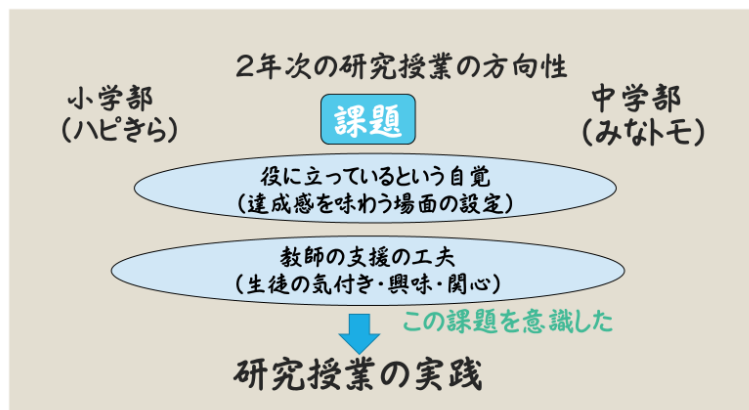 2年次の研究授業の方向性
小学部
(ハピきら)
課題
中学部
(みなトモ)
役に立っているという自覚
(達成感を味わう場面の設定)
教師の支援の工夫
(生徒の気付き・興味・関心)
この課題を意識した
研究授業の実践